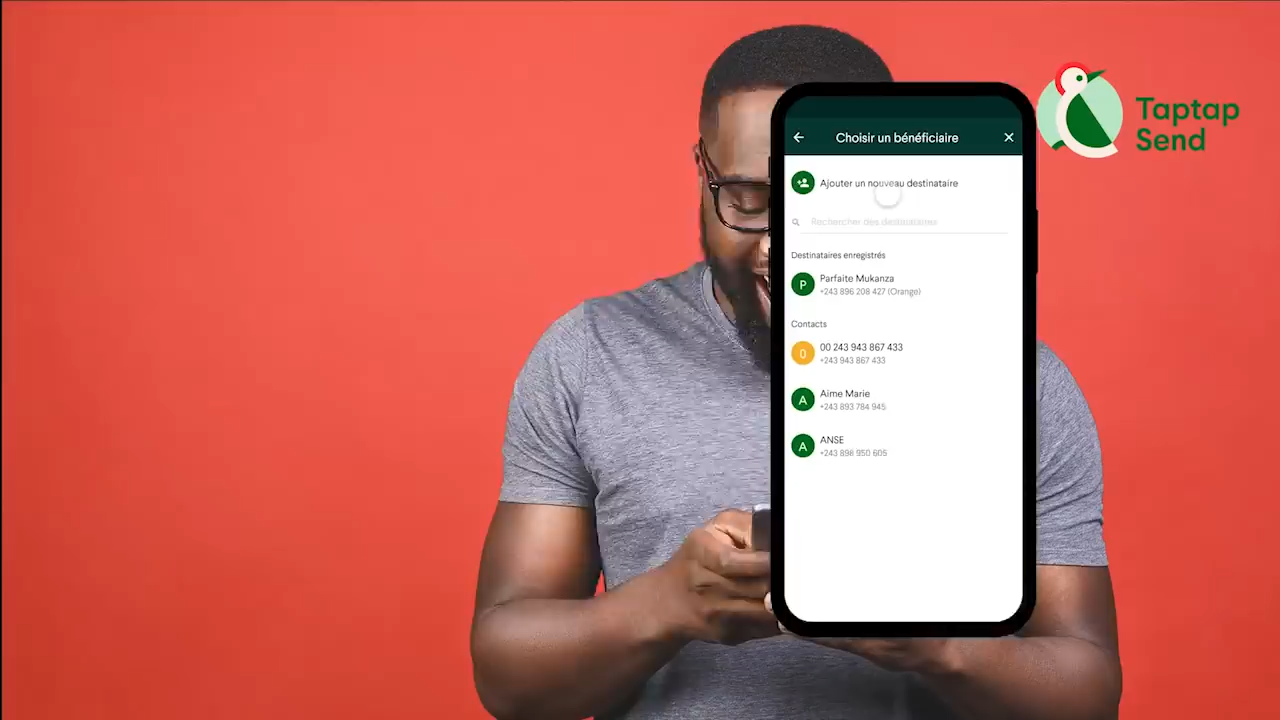 Taptap
Send
Choisir un bénéficiaire
Ajouter un nouveau destinataire
Rechercher des destinataires
Destinataires enregistrés
P
Parfaite Mukanza
+243 896 208 427 (Orange)
Contacts
0
00 243 943 867 433
+243 943 867 433
A
Aime Marie
+243 893 784 945
A
ANSE
+243 898 950 605